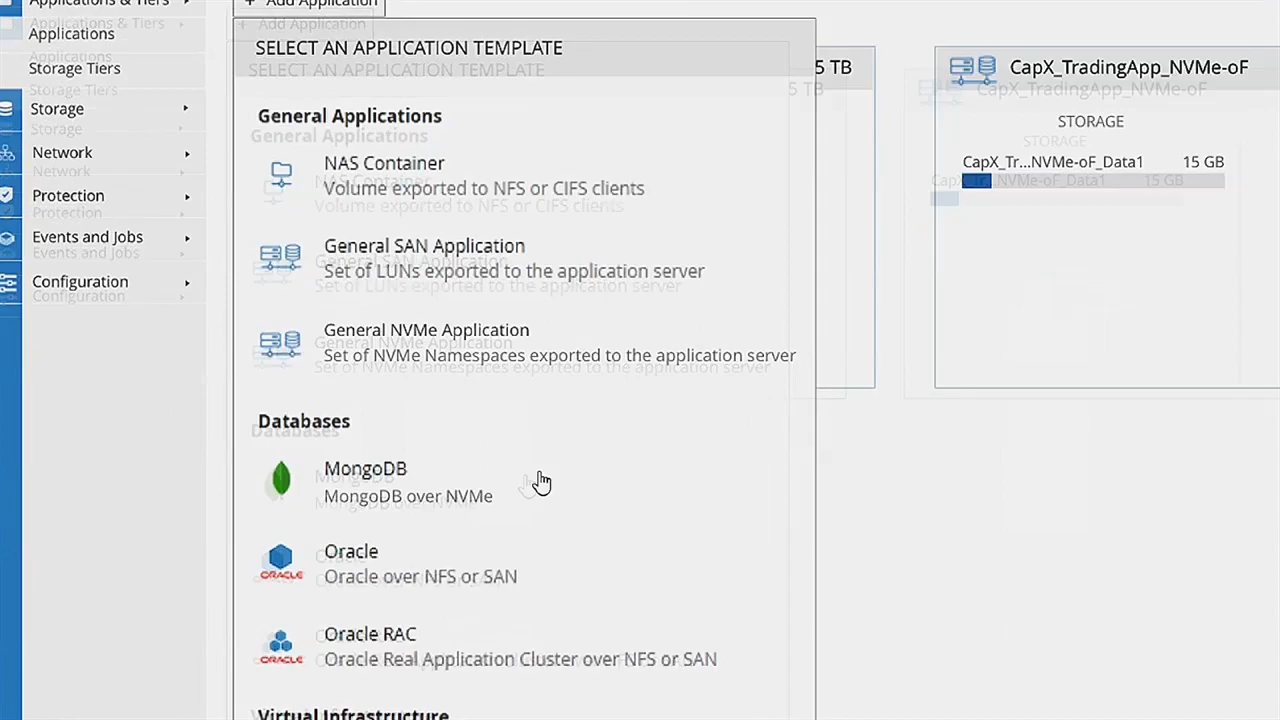 Applications & Tiers
Applications
Storage Tiers
Storage
Network
Protection
Events and Jobs
Configuration
+ Add Application
SELECT AN APPLICATION TEMPLATE
General Applications
NAS Container
Volume exported to NFS or CIFS clients
General SAN Application
Set of LUNs exported to the application server
General NVMe Application
Set of NVMe Namespaces exported to the application server
Databases
MongoDB
MongoDB over NVMe
ORACLE
Oracle
Oracle over NFS or SAN
ORACLE
Oracle RAC
Oracle Real Application Cluster over NFS or SAN
Virtual Infrastructure
5 TB
CapX_TradingApp_NVMe-oF
STORAGE
CapX_Tr...NVMe-oF_Data1 15 GB